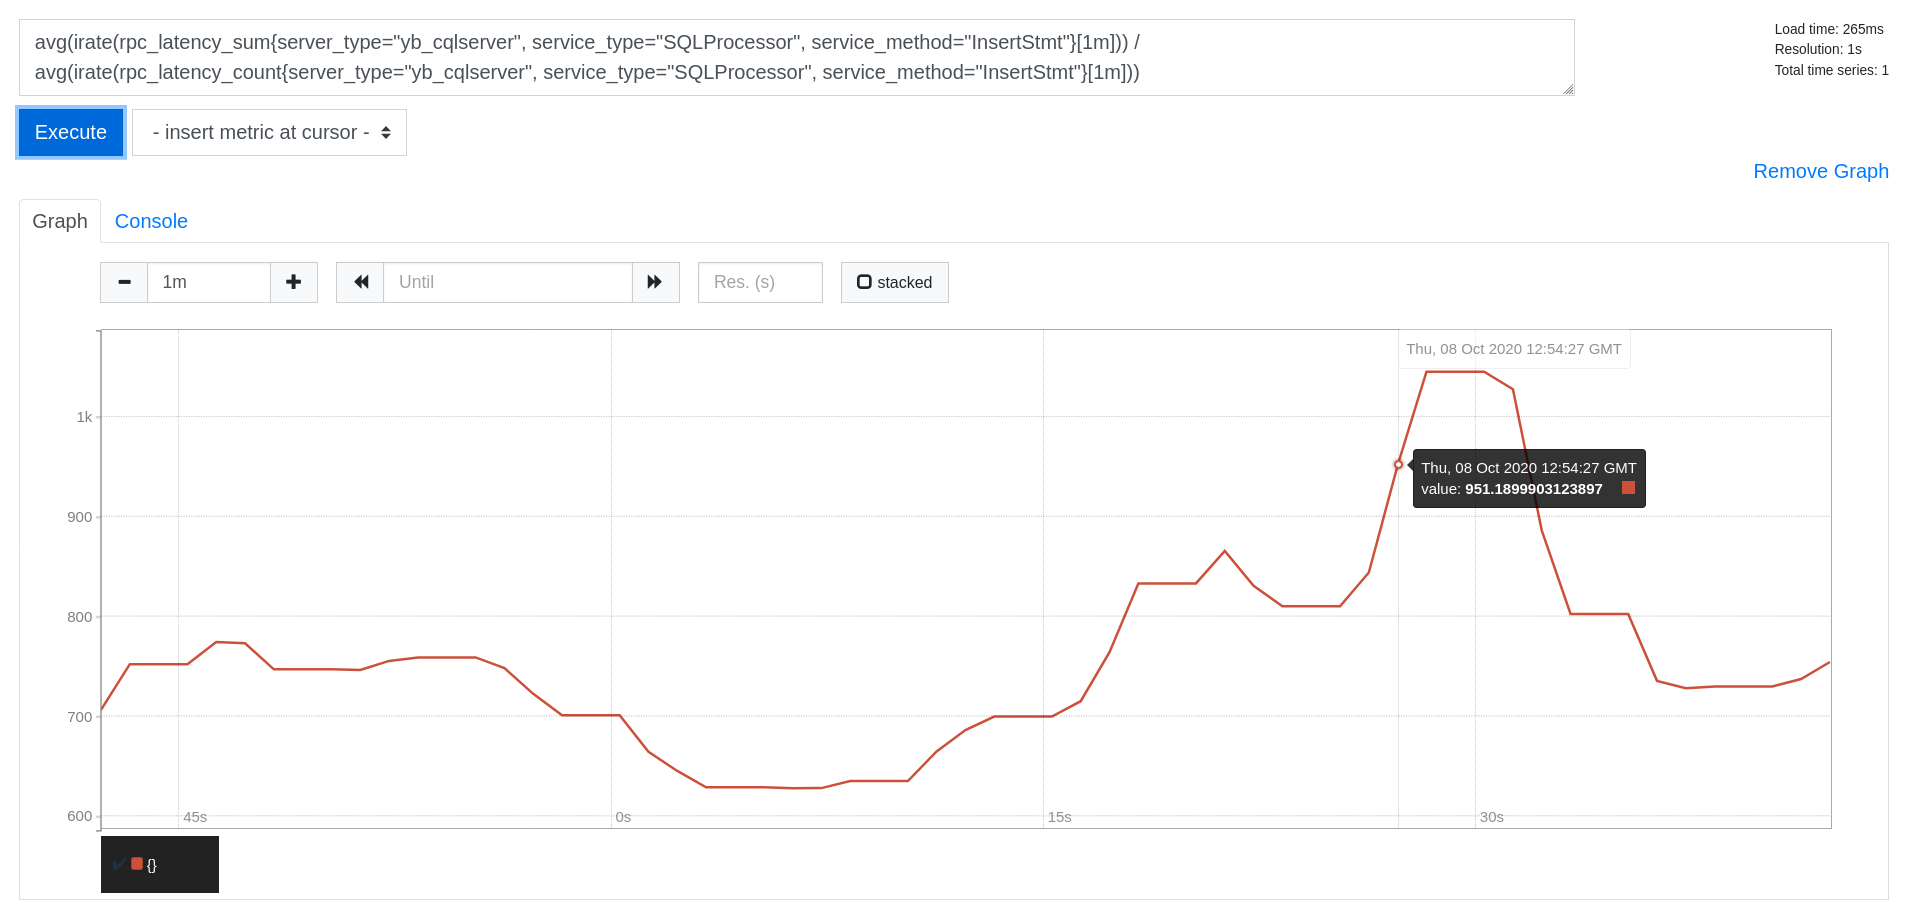 avg(irate(rpc_latency_sum{server_type="yb_cqlserver", service_type="SQLProcessor", service_method="InsertStmt"}[1m])) /
avg(irate(rpc_latency_count{server_type="yb_cqlserver", service_type="SQLProcessor", service_method="InsertStmt"}[1m]))
Load time: 265ms
Resolution: 1s
Total time series: 1
Execute
- insert metric at cursor -
Remove Graph
Graph
Console
1m
Until
Res. (s)
stacked
Thu, 08 Oct 2020 12:54:27 GMT
1k
Thu, 08 Oct 2020 12:54:27 GMT
value: 951.1899903123897
900
800
700
600
45s
0s
15s
30s
{}